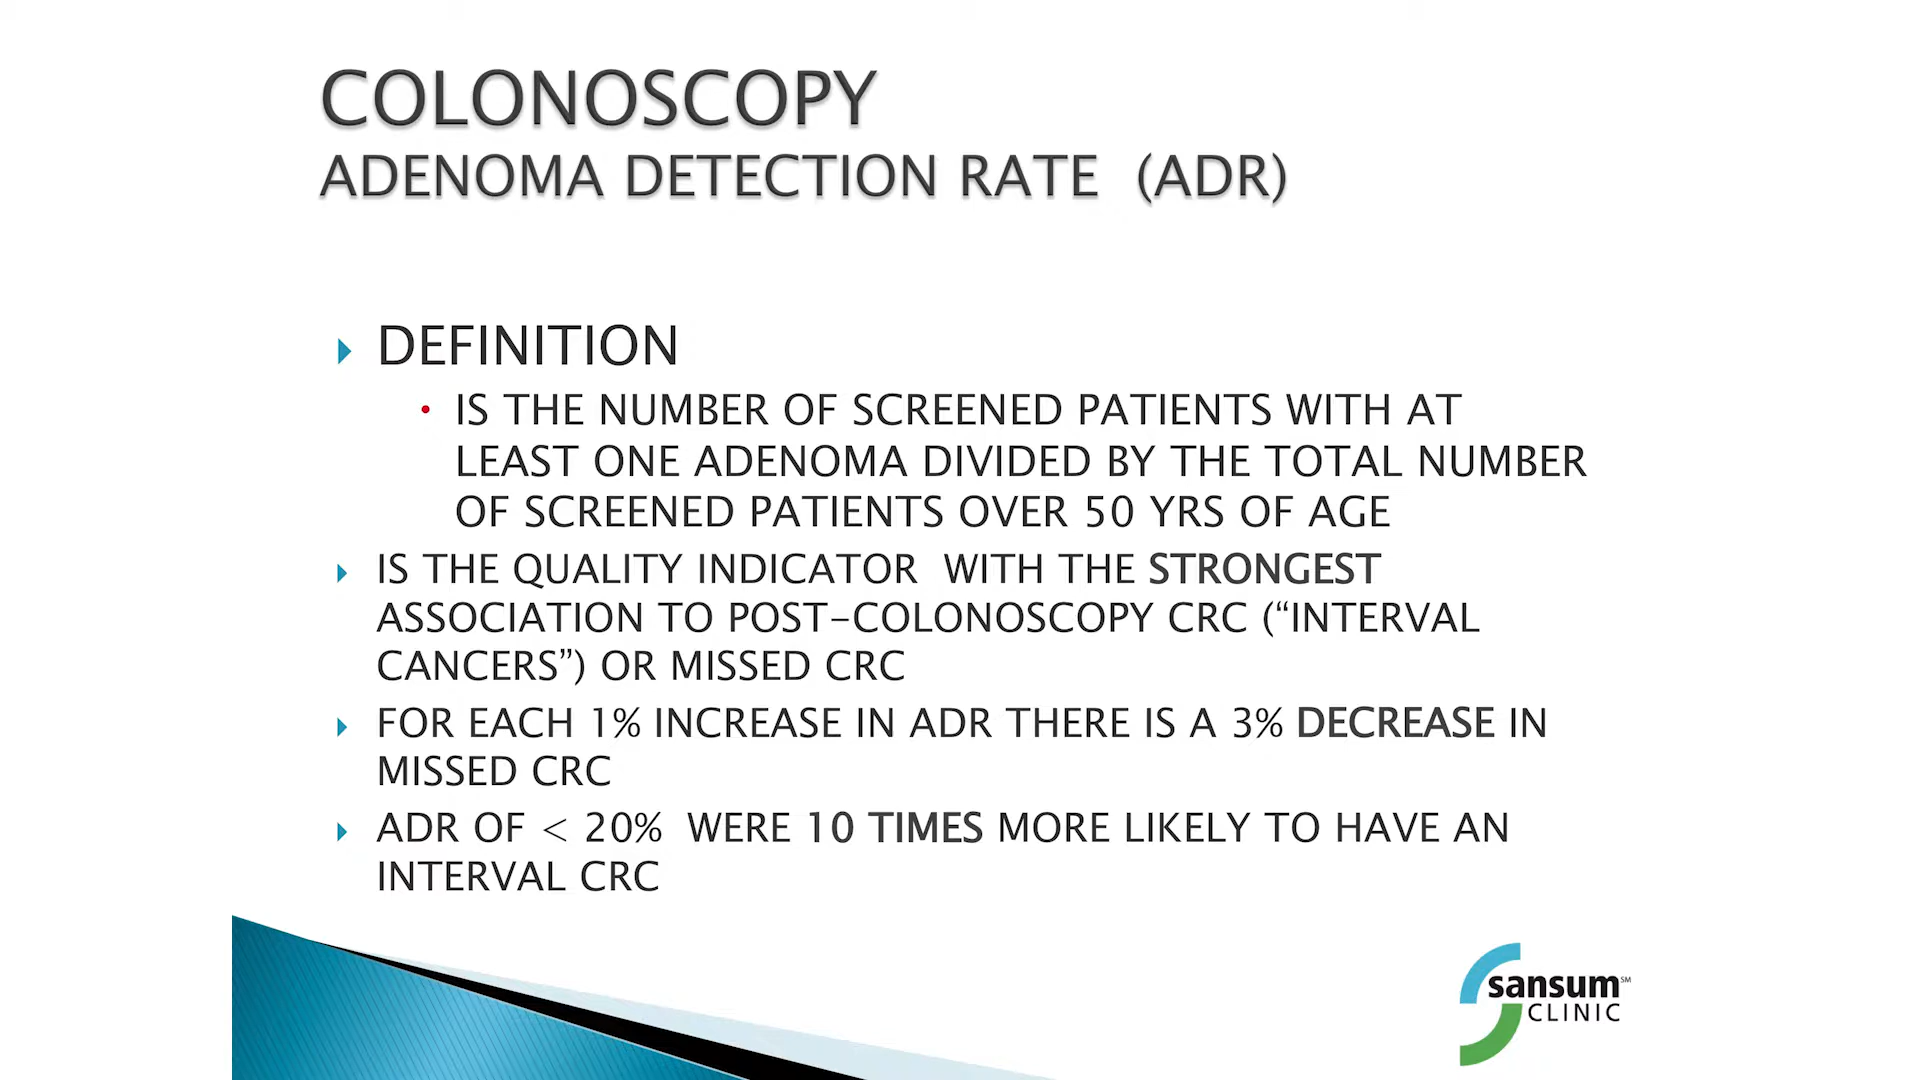 COLONOSCOPY
ADENOMA DETECTION RATE (ADR)
DEFINITION
IS THE NUMBER OF SCREENED PATIENTS WITH AT
LEAST ONE ADENOMA DIVIDED BY THE TOTAL NUMBER
OF SCREENED PATIENTS OVER 50 YRS OF AGE
IS THE QUALITY INDICATOR WITH THE STRONGEST
ASSOCIATION TO POST-COLONOSCOPY CRC (“INTERVAL
CANCERS”) OR MISSED CRC
FOR EACH 1% INCREASE IN ADR THERE IS A 3% DECREASE IN
MISSED CRC
ADR OF < 20% WERE 10 TIMES MORE LIKELY TO HAVE AN
INTERVAL CRC
sansum℠
CLINIC